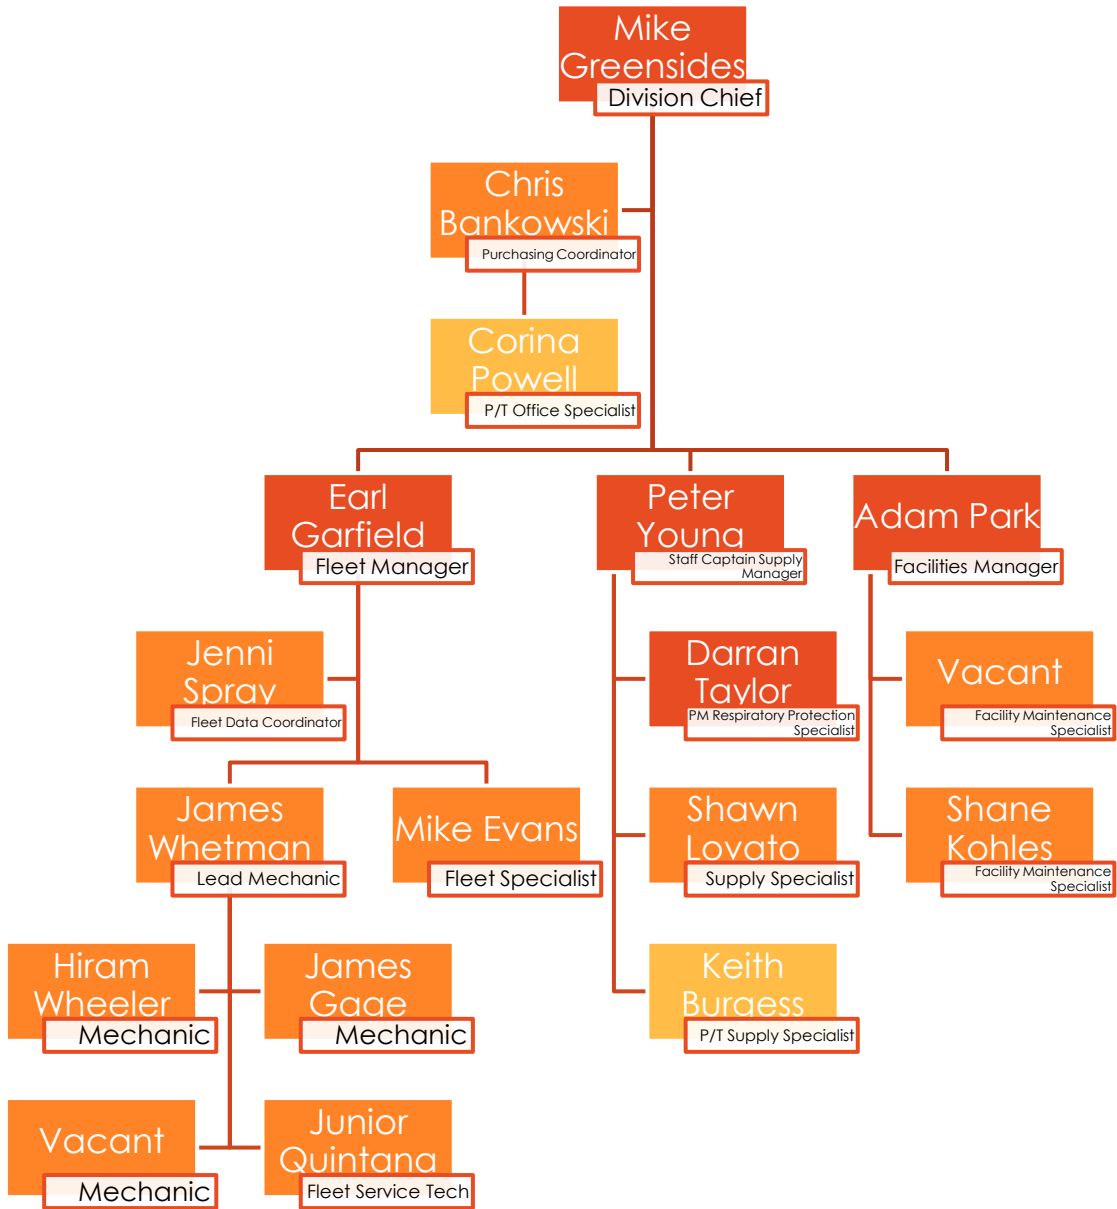 Mike
Greensides
Division Chief
Chris
Bankowski
Purchasing Coordinator
Corina
Powell
P/T Office Specialist
Earl
Garfield
Fleet Manager
Peter
Young
Staff Captain Supply
Manager
Adam Park
Facilities Manager
Jenni
Spray
Fleet Data Coordinator
Darran
Taylor
PM Respiratory Protection
Specialist
Vacant
Facility Maintenance
Specialist
James
Whetman
Lead Mechanic
Mike Evans
Fleet Specialist
Shawn
Lovato
Supply Specialist
Shane
Kohles
Facility Maintenance
Specialist
Hiram
Wheeler
Mechanic
James
Gage
Mechanic
Keith
Burgess
P/T Supply Specialist
Vacant
Mechanic
Junior
Quintana
Fleet Service Tech